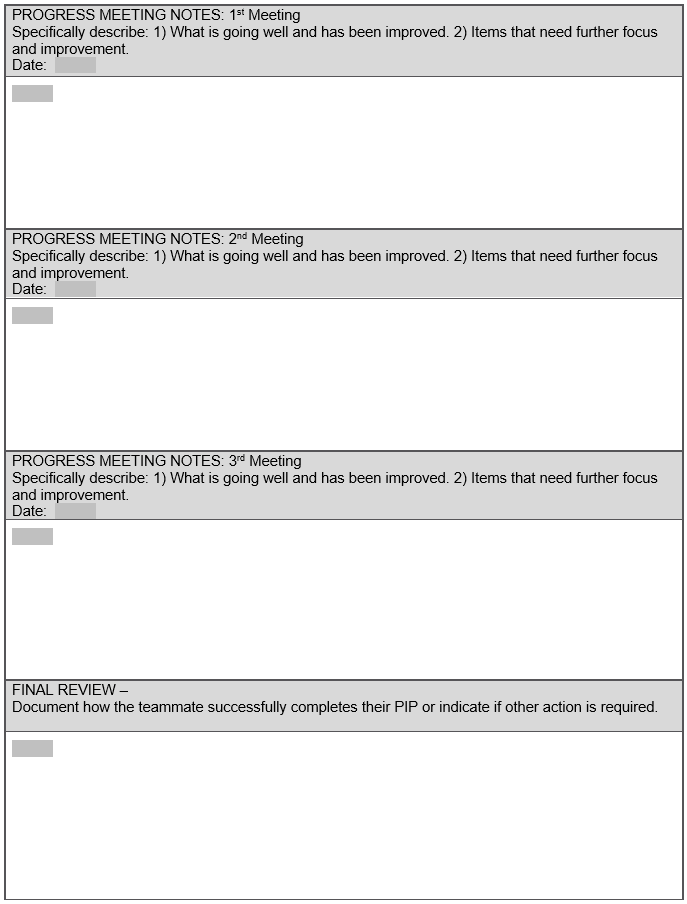 PROGRESS MEETING NOTES: 1st Meeting
Specifically describe: 1) What is going well and has been improved. 2) Items that need further focus
and improvement.
Date:
PROGRESS MEETING NOTES: 2nd Meeting
Specifically describe: 1) What is going well and has been improved. 2) Items that need further focus
and improvement.
Date:
PROGRESS MEETING NOTES: 3rd Meeting
Specifically describe: 1) What is going well and has been improved. 2) Items that need further focus
and improvement.
Date:
FINAL REVIEW –
Document how the teammate successfully completes their PIP or indicate if other action is required.